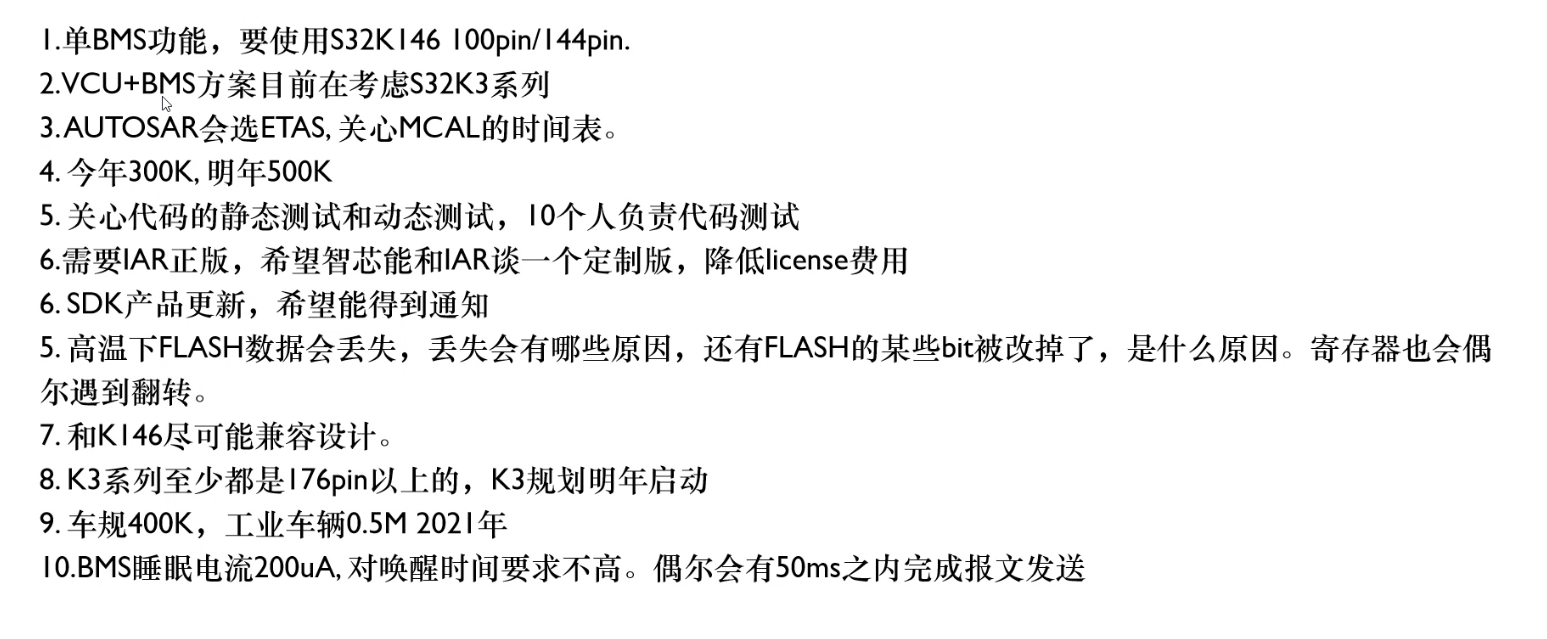 1.单BMS功能，要使用S32K146 100pin/144pin.
2.VCU+BMS方案目前在考虑S32K3系列
3.AUTOSAR会选ETAS, 关心MCAL的时间表。
4. 今年300K, 明年500K
5. 关心代码的静态测试和动态测试，10个人负责代码测试
6.需要IAR正版，希望智芯能和IAR谈一个定制版，降低license费用
6. SDK产品更新，希望能得到通知
5. 高温下FLASH数据会丢失，丢失会有哪些原因，还有FLASH的某些bit被改掉了，是什么原因。寄存器也会偶
尔遇到翻转。
7. 和K146尽可能兼容设计。
8. K3系列至少都是176pin以上的，K3规划明年启动
9. 车规400K，工业车辆0.5M 2021年
10.BMS睡眠电流200uA, 对唤醒时间要求不高。偶尔会有50ms之内完成报文发送